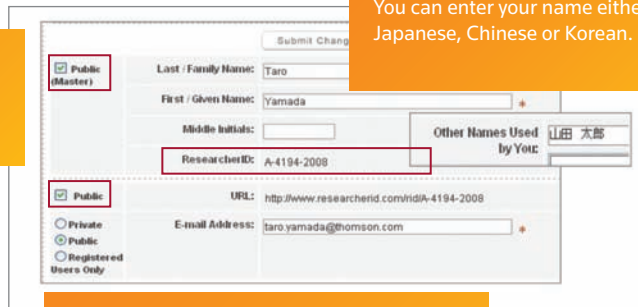 You can enter your name eithe
Japanese, Chinese or Korean.
Submit Chang
Public
(Master)
Last / Family Name: Taro
First / Given Name: Yamada *
Middle Initials:
Other Names Used
by You: 山田 太郎
ResearcherID: A-4194-2008
Public
URL: http://www.researcherid.com/rid/A-4194-2008
Private
Public
Registered
Users Only
E-mail Address: taro.yamada@thomson.com *